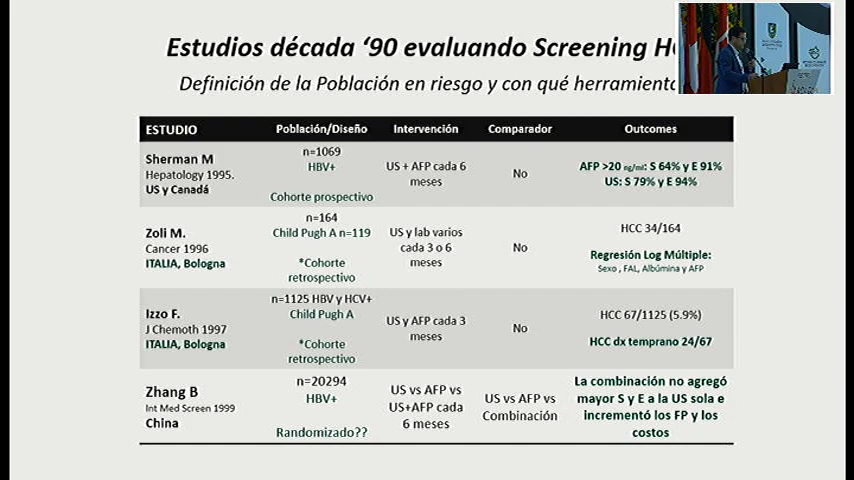 Estudios década ‘90 evaluando Screening H
Definición de la Población en riesgo y con qué herramient
ESTUDIO Población/Diseño Intervención Comparador Outcomes
Sherman M
Hepatology 1995.
US y Canadá
n=1069
HBV+
Cohorte prospectivo
US + AFP cada 6
meses
No
AFP >20 ng/ml: S 64% y E 91%
US: S 79% y E 94%
Zoli M.
Cancer 1996
ITALIA, Bologna
n=164
Child Pugh A n=119
*Cohorte
retrospectivo
US y lab varios
cada 3 o 6
meses
No
HCC 34/164
Regresión Log Múltiple:
Sexo , FAL, Albúmina y AFP
Izzo F.
J Chemoth 1997
ITALIA, Bologna
n=1125 HBV y HCV+
Child Pugh A
*Cohorte
retrospectivo
US y AFP cada 3
meses
No
HCC 67/1125 (5.9%)
HCC dx temprano 24/67
Zhang B
Int Med Screen 1999
China
n=20294
HBV+
Randomizado??
US vs AFP vs
US+AFP cada
6 meses
US vs AFP vs
Combinación
La combinación no agregó
mayor S y E a la US sola e
incrementó los FP y los
costos